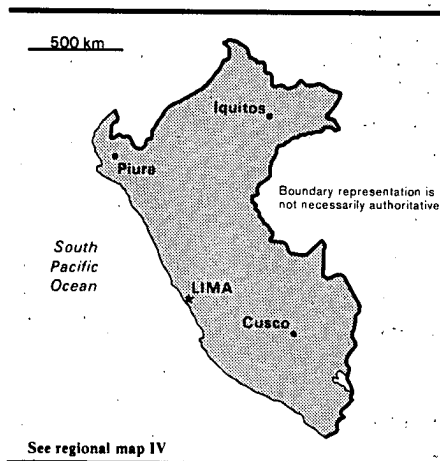 500 km
Iquitos
Piura
Boundary representation is
not necessarily authoritative
South
Pacific
Ocean
LIMA
Cusco
See regional map IV